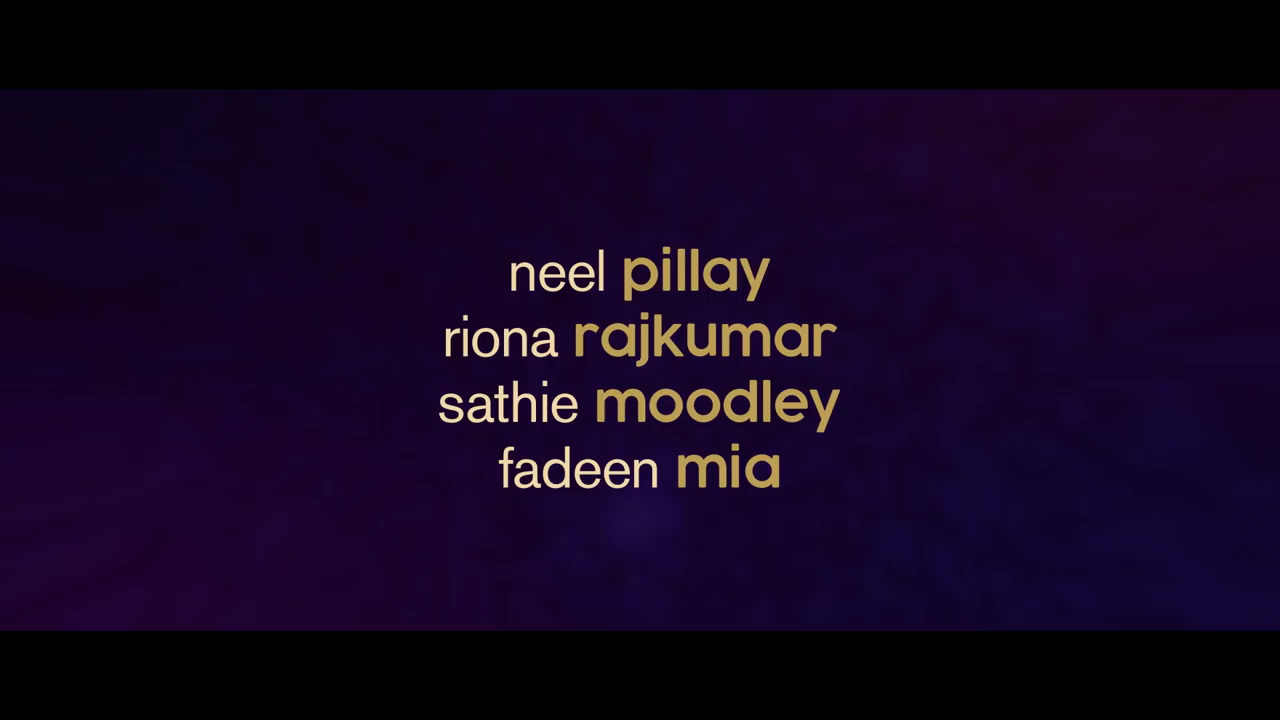 neel pillay
riona rajkumar
sathie moodley
fadeen mia